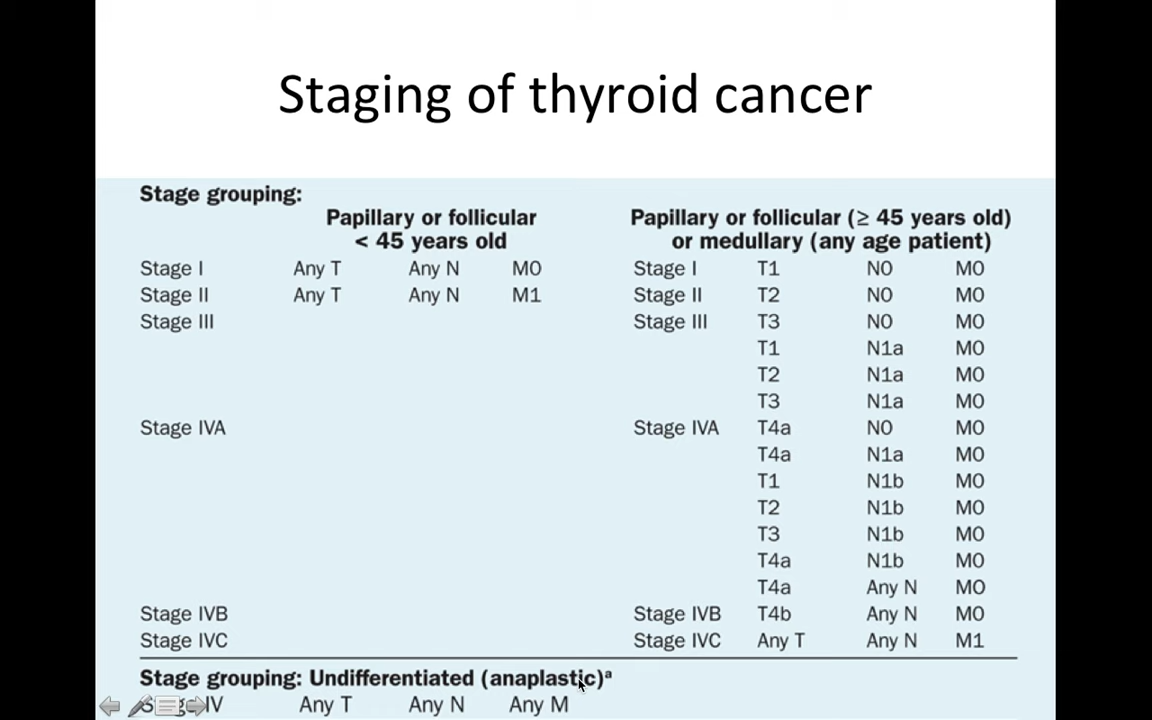 Staging of thyroid cancer
Stage grouping:
Papillary or follicular
< 45 years old
Papillary or follicular (≥ 45 years old)
or medullary (any age patient)
Stage I Any T Any N M0 Stage I T1 N0 M0
Stage II Any T Any N M1 Stage II T2 N0 M0
Stage III Stage III T3 N0 M0
T1 N1a M0
T2 N1a M0
T3 N1a M0
Stage IVA Stage IVA T4a N0 M0
T4a N1a M0
T1 N1b M0
T2 N1b M0
T3 N1b M0
T4a N1b M0
T4a Any N M0
Stage IVB Stage IVB T4b Any N M0
Stage IVC Stage IVC Any T Any N M1
Stage grouping: Undifferentiated (anaplastic)ᵃ
Stage IV Any T Any N Any M